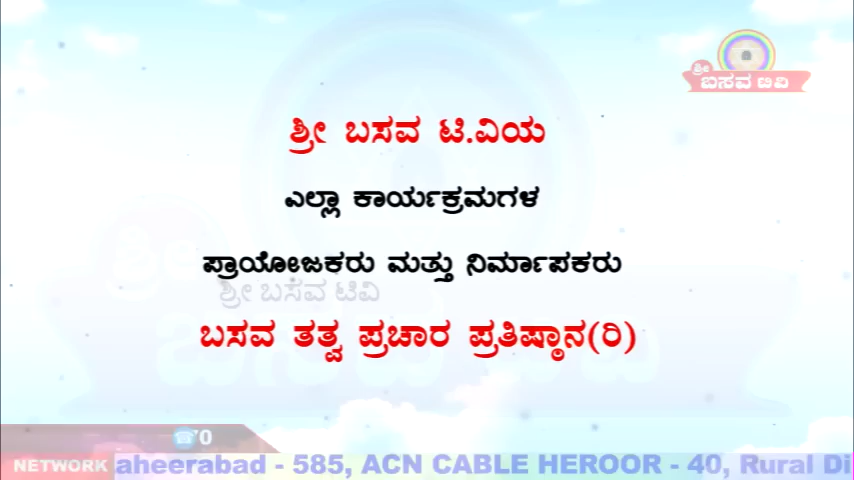 ಶ್ರೀ
ಬಸವ ಟಿವಿ
ಶ್ರೀ ಬಸವ ಟಿ.ವಿಯ
ಎಲ್ಲಾ ಕಾರ್ಯಕ್ರಮಗಳ
ಪ್ರಾಯೋಜಕರು ಮತ್ತು ನಿರ್ಮಾಪಕರು
ಶ್ರೀ ಬಸವ ಟಿವಿ
ಬಸವ ತತ್ವ ಪ್ರಚಾರ ಪ್ರತಿಷ್ಠಾನ(ರಿ)
☎0
NETWORK aheerabad - 585, ACN CABLE HEROOR - 40, Rural Di